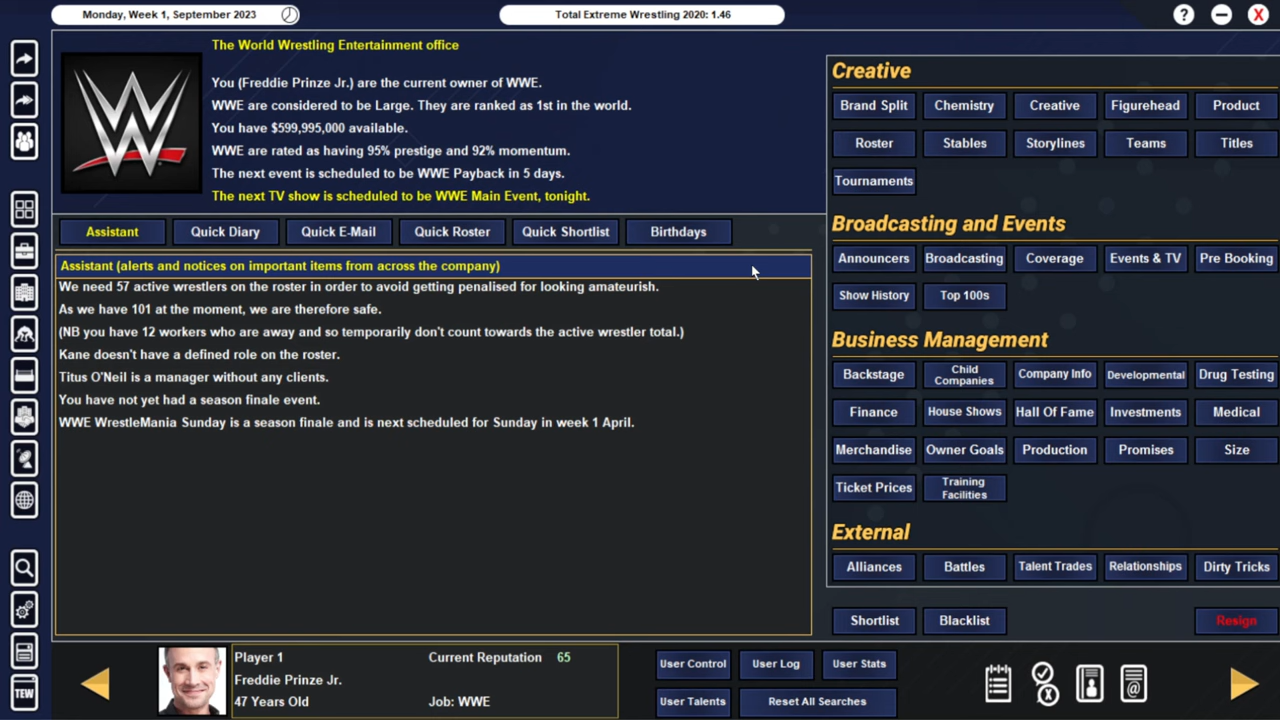 Monday, Week 1, September 2023
Total Extreme Wrestling 2020: 1.46
?
X
The World Wrestling Entertainment office
You (Freddie Prinze Jr.) are the current owner of WWE.
WWE are considered to be Large. They are ranked as 1st in the world.
You have $599,995,000 available.
WWE are rated as having 95% prestige and 92% momentum.
The next event is scheduled to be WWE Payback in 5 days.
The next TV show is scheduled to be WWE Main Event, tonight.
Assistant Quick Diary Quick E-Mail Quick Roster Quick Shortlist Birthdays
Assistant (alerts and notices on important items from across the company)
We need 57 active wrestlers on the roster in order to avoid getting penalised for looking amateurish.
As we have 101 at the moment, we are therefore safe.
(NB you have 12 workers who are away and so temporarily don't count towards the active wrestler total.)
Kane doesn't have a defined role on the roster.
Titus O'Neil is a manager without any clients.
You have not yet had a season finale event.
WWE WrestleMania Sunday is a season finale and is next scheduled for Sunday in week 1 April.
Creative
Brand Split Chemistry Creative Figurehead Product
Roster Stables Storylines Teams Titles
Tournaments
Broadcasting and Events
Announcers Broadcasting Coverage Events & TV Pre Booking
Show History Top 100s
Business Management
Backstage Child Companies Company Info Developmental Drug Testing
Finance House Shows Hall Of Fame Investments Medical
Merchandise Owner Goals Production Promises Size
Ticket Prices Training Facilities
External
Alliances Battles Talent Trades Relationships Dirty Tricks
Shortlist Blacklist Resign
TEW
Player 1 Current Reputation 65
Freddie Prinze Jr.
47 Years Old Job: WWE
User Control User Log User Stats
User Talents Reset All Searches
@